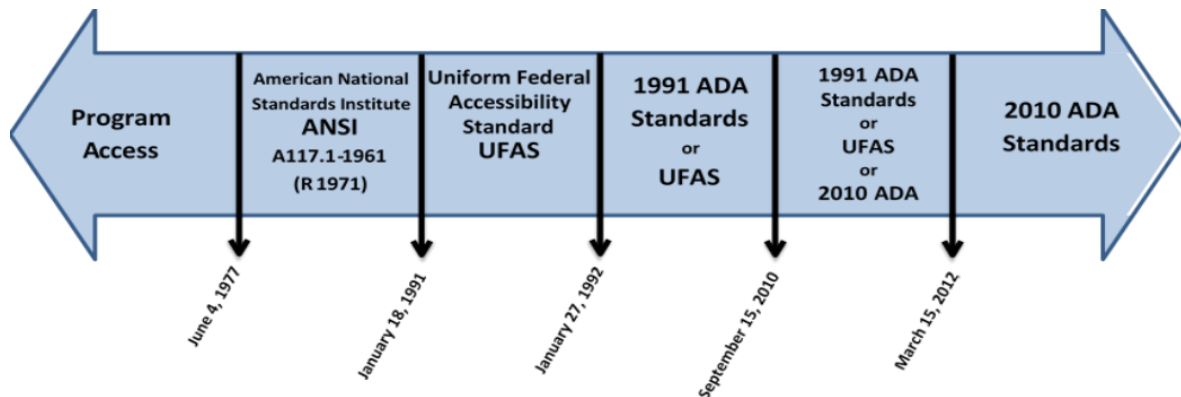 Program
Access
American National
Standards Institute
ANSI
A117.1-1961
(R 1971)
Uniform Federal
Accessibility
Standard
UFAS
1991 ADA
Standards
or
UFAS
1991 ADA
Standards
or
UFAS
or
2010 ADA
2010 ADA
Standards
June 4, 1977
January 18, 1991
January 27, 1992
September 15, 2010
March 15, 2012